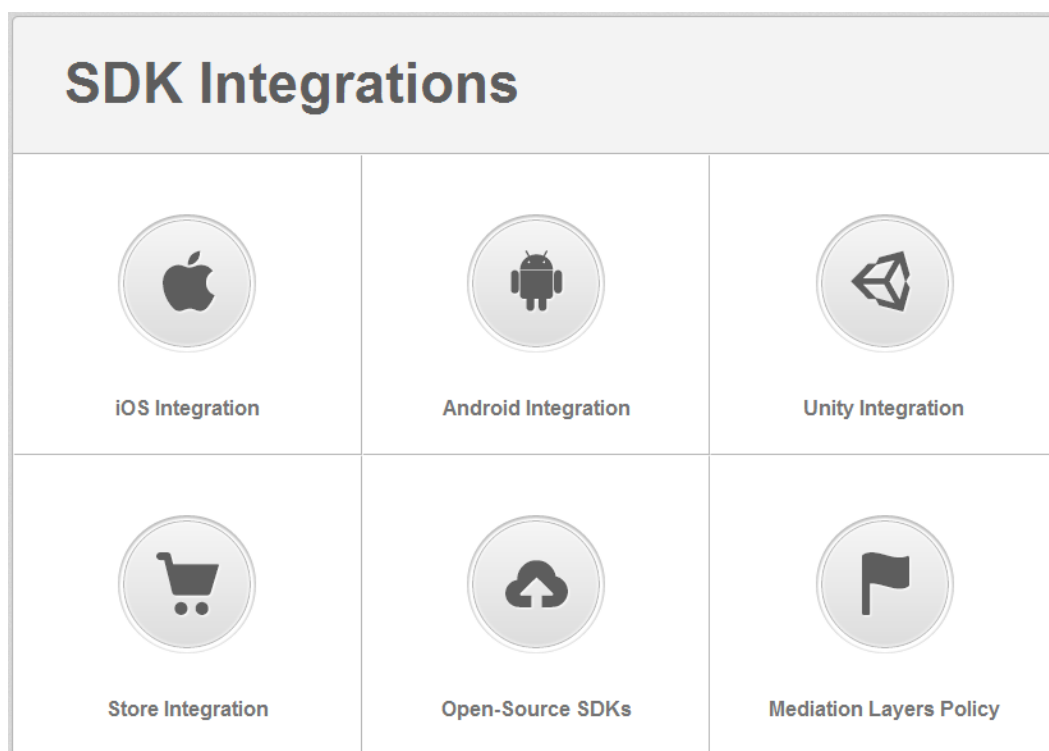 SDK Integrations
iOS Integration
Android Integration
Unity Integration
Store Integration
Open-Source SDKs
Mediation Layers Policy